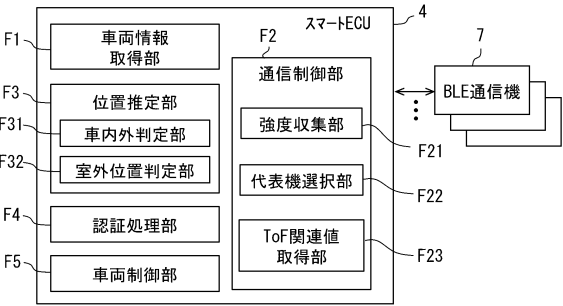 スマートECU
4
F1
車両情報
取得部
F2
通信制御部
7
BLE通信機
F3
位置推定部
F31
車内外判定部
F32
室外位置判定部
強度収集部
F21
代表機選択部
F22
F4
認証処理部
ToF関連値
取得部
F23
F5
車両制御部